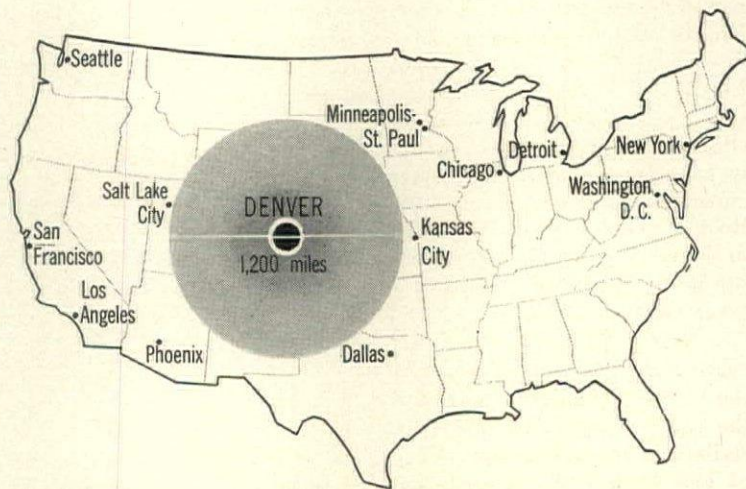 Seattle
Minneapolis-
St. Paul
Detroit
New York
Chicago
Salt Lake
City
Washington
D. C.
DENVER
San
Francisco
Kansas
City
1,200 miles
Los
Angeles
Phoenix
Dallas